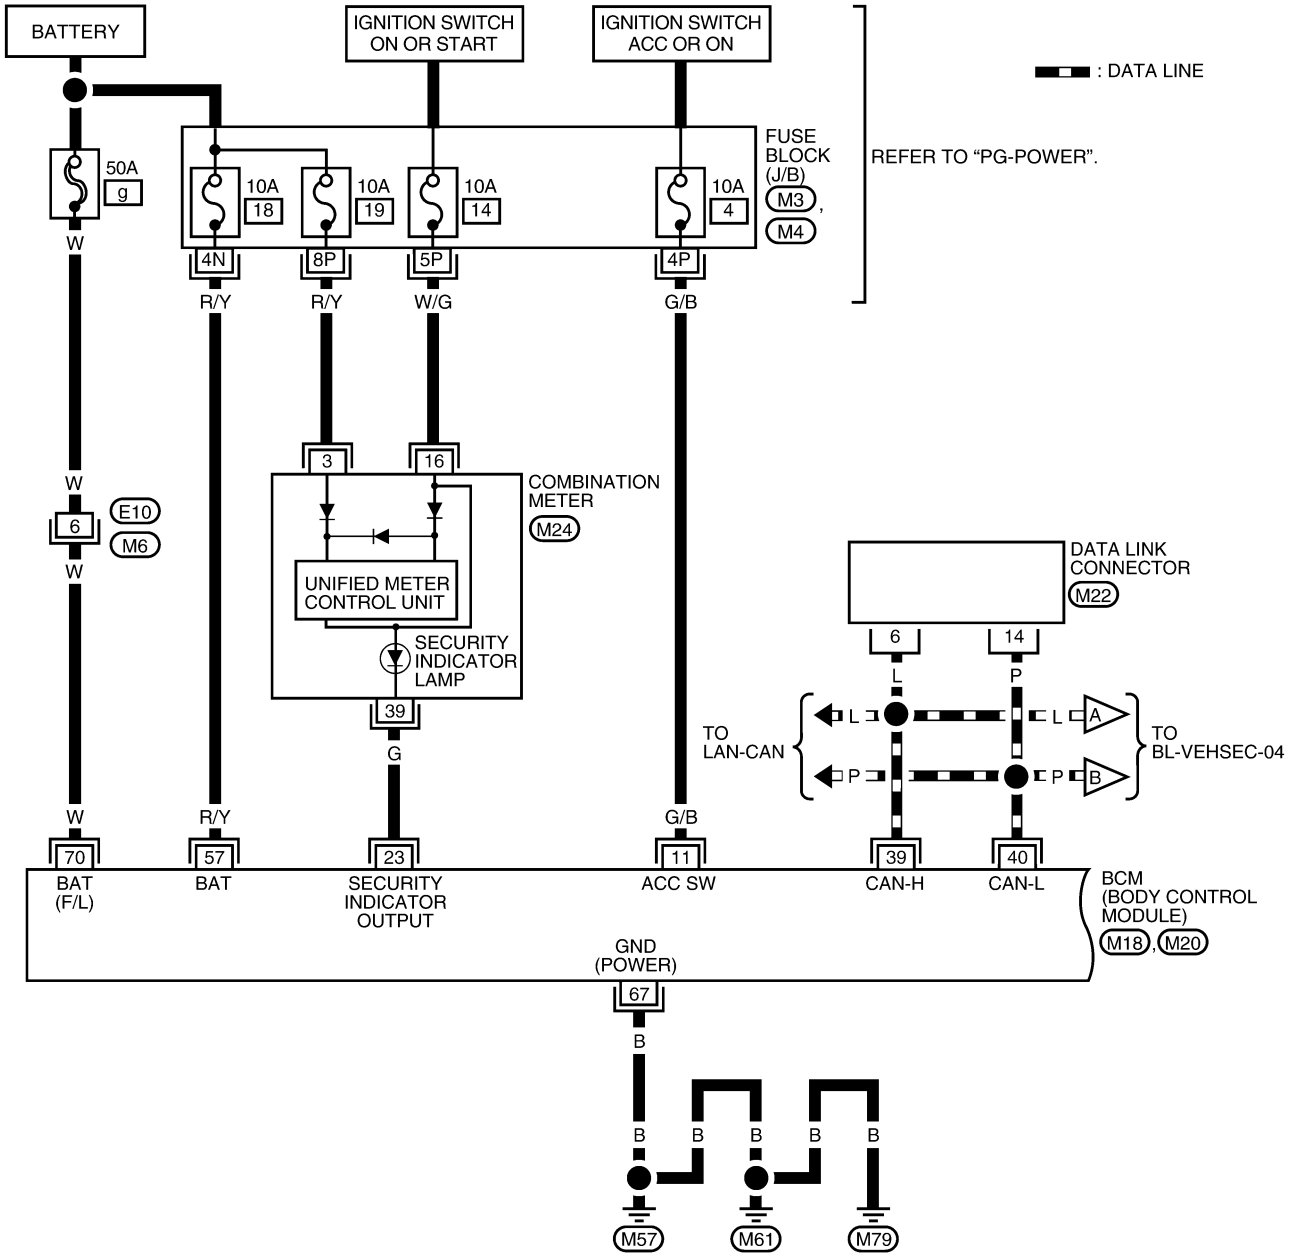 BATTERY
IGNITION SWITCH
ON OR START
IGNITION SWITCH
ACC OR ON
: DATA LINE
REFER TO “PG-POWER”.
50A
g
10A
18
10A
19
10A
14
10A
4
FUSE
BLOCK
(J/B)
M3 ,
M4
W
4N
8P
5P
4P
R/Y
R/Y
W/G
G/B
W
6
E10
M6
W
3
16
COMBINATION
METER
M24
UNIFIED METER
CONTROL UNIT
SECURITY
INDICATOR
LAMP
39
G
DATA LINK
CONNECTOR
M22
6
14
L
P
TO
LAN-CAN
L
L
A
P
P
B
TO
BL-VEHSEC-04
W
R/Y
G/B
70
57
23
11
39
40
BAT
(F/L)
BAT
SECURITY
INDICATOR
OUTPUT
ACC SW
CAN-H
CAN-L
BCM
(BODY CONTROL
MODULE)
M18 , M20
GND
(POWER)
67
B
B
B
B
B
B
M57
M61
M79